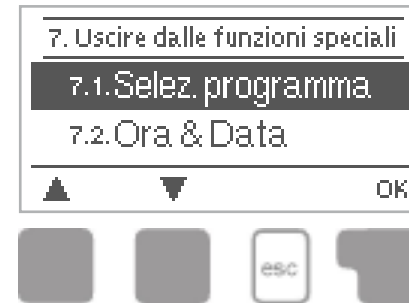 7. Uscire dalle funzioni speciali
7.1.Selez. programma
7.2.Ora & Data
OK
esc